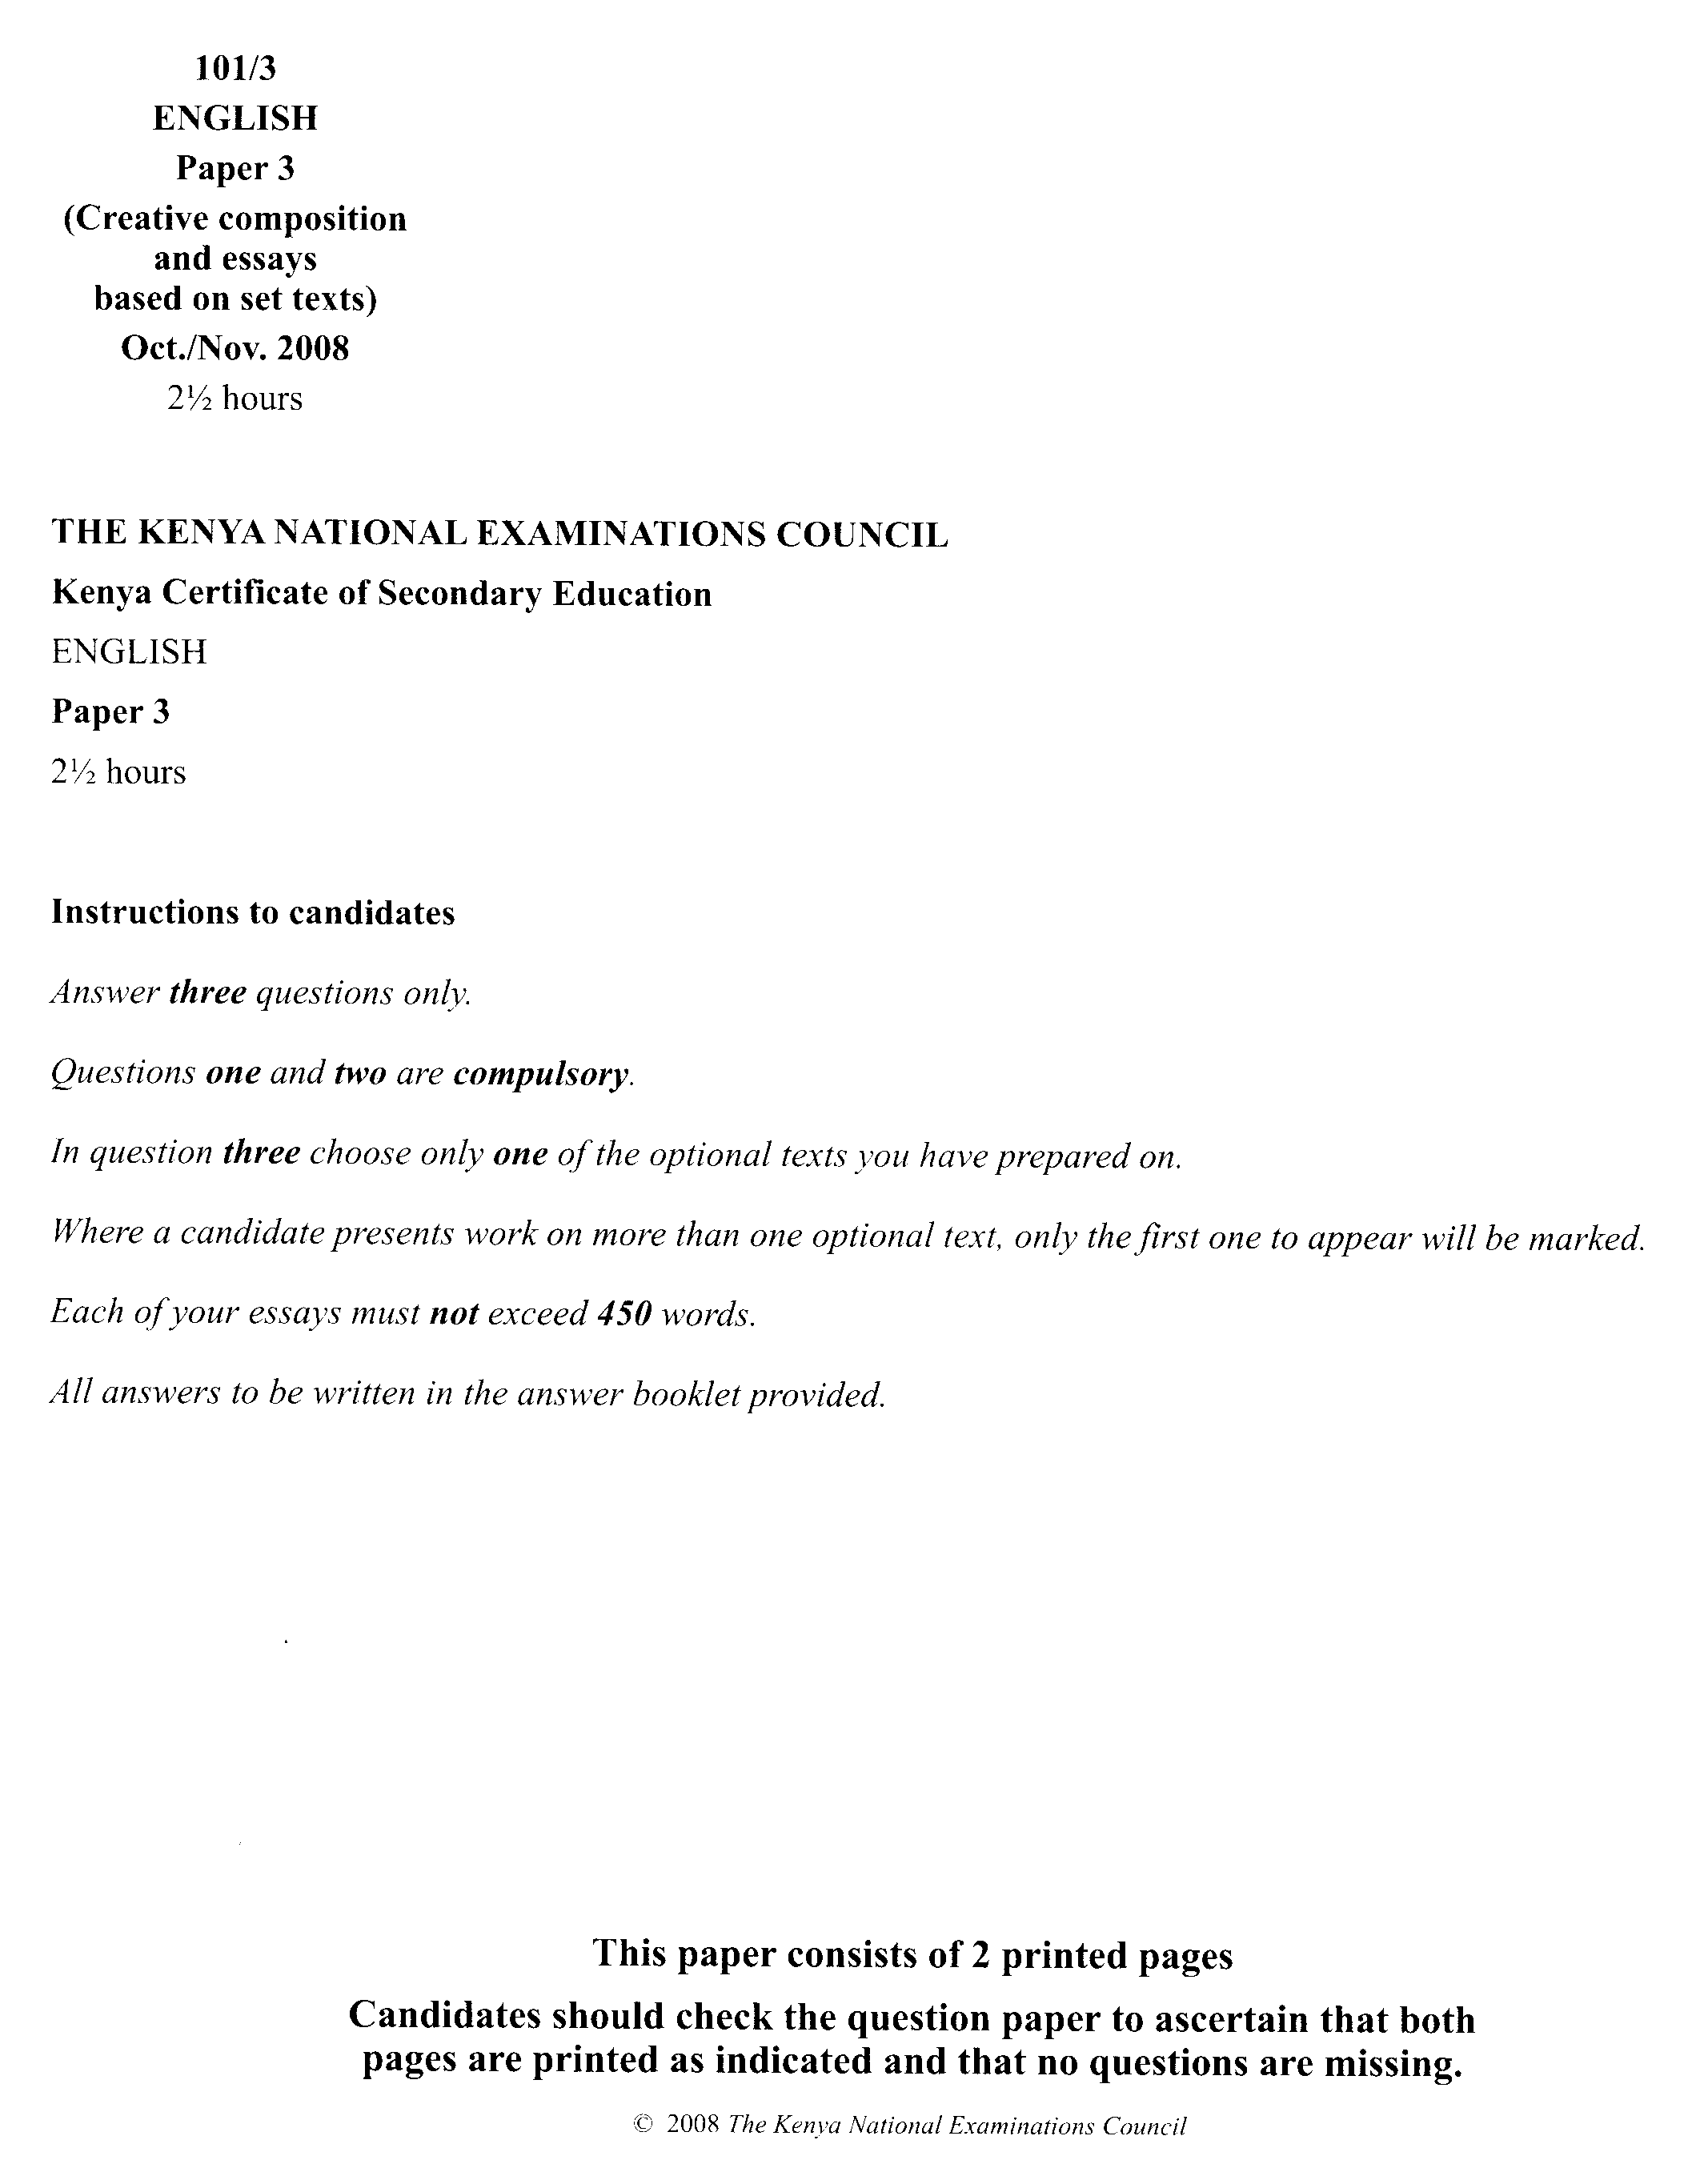 101/3
ENGLISH
Paper 3
(Creative composition
and essays
based on set texts)
Oct./Nov. 2008
2½ hours
THE KENYA NATIONAL EXAMINATIONS COUNCIL
Kenya Certificate of Secondary Education
ENGLISH
Paper 3
2½ hours
Instructions to candidates
Answer three questions only.
Questions one and two are compulsory.
In question three choose only one of the optional texts you have prepared on.
Where a candidate presents work on more than one optional text, only the first one to appear will be marked.
Each of your essays must not exceed 450 words.
All answers to be written in the answer booklet provided.
This paper consists of 2 printed pages
Candidates should check the question paper to ascertain that both
pages are printed as indicated and that no questions are missing.
© 2008 The Kenya National Examinations Council